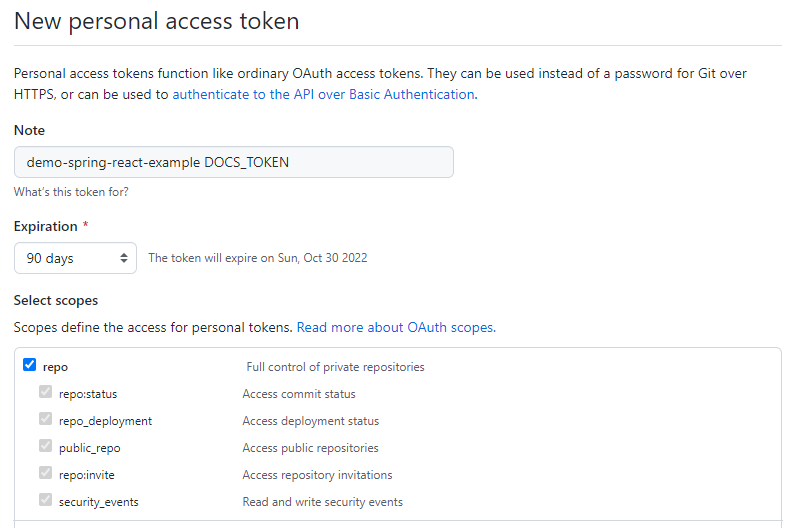 New personal access token
Personal access tokens function like ordinary OAuth access tokens. They can be used instead of a password for Git over
HTTPS, or can be used to authenticate to the API over Basic Authentication.
Note
demo-spring-react-example DOCS_TOKEN
What's this token for?
Expiration *
90 days The token will expire on Sun, Oct 30 2022
Select scopes
Scopes define the access for personal tokens. Read more about OAuth scopes.
repo Full control of private repositories
repo:status Access commit status
repo_deployment Access deployment status
public_repo Access public repositories
repo:invite Access repository invitations
security_events Read and write security events